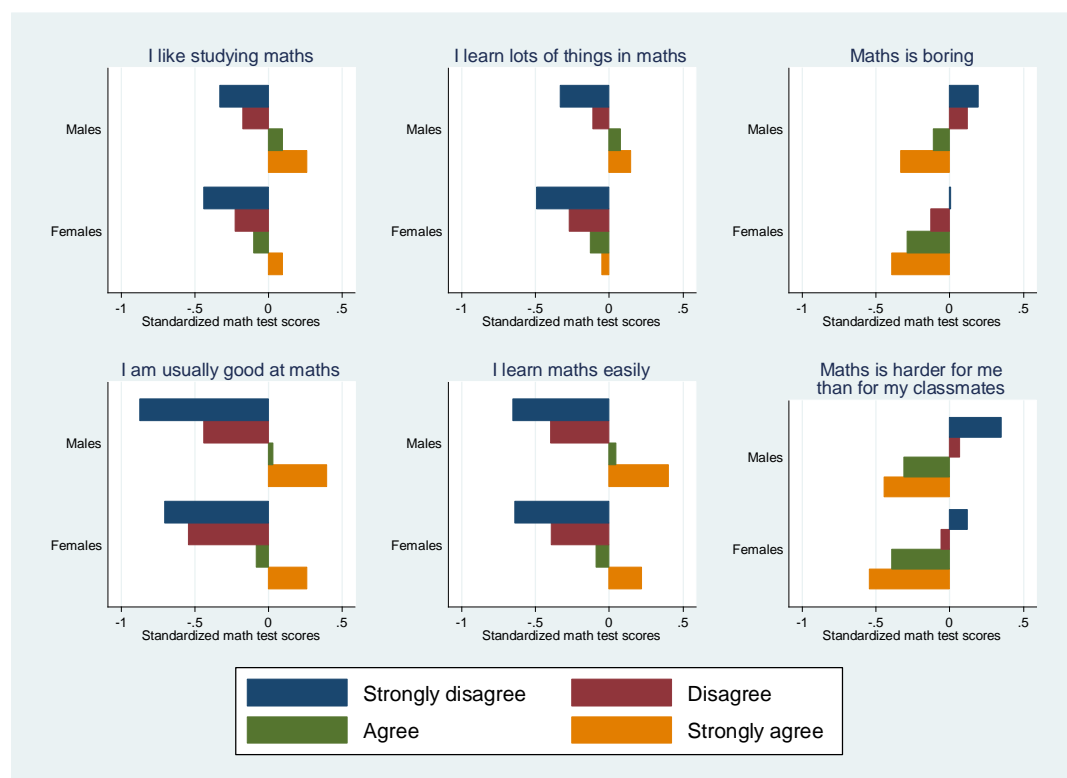 I like studying maths
Males
Females
-1 -.5 0 .5
Standardized math test scores
I learn lots of things in maths
Males
Females
-1 -.5 0 .5
Standardized math test scores
Maths is boring
Males
Females
-1 -.5 0 .5
Standardized math test scores
I am usually good at maths
Males
Females
-1 -.5 0 .5
Standardized math test scores
I learn maths easily
Males
Females
-1 -.5 0 .5
Standardized math test scores
Maths is harder for me
than for my classmates
Males
Females
-1 -.5 0 .5
Standardized math test scores
Strongly disagree Disagree
Agree Strongly agree